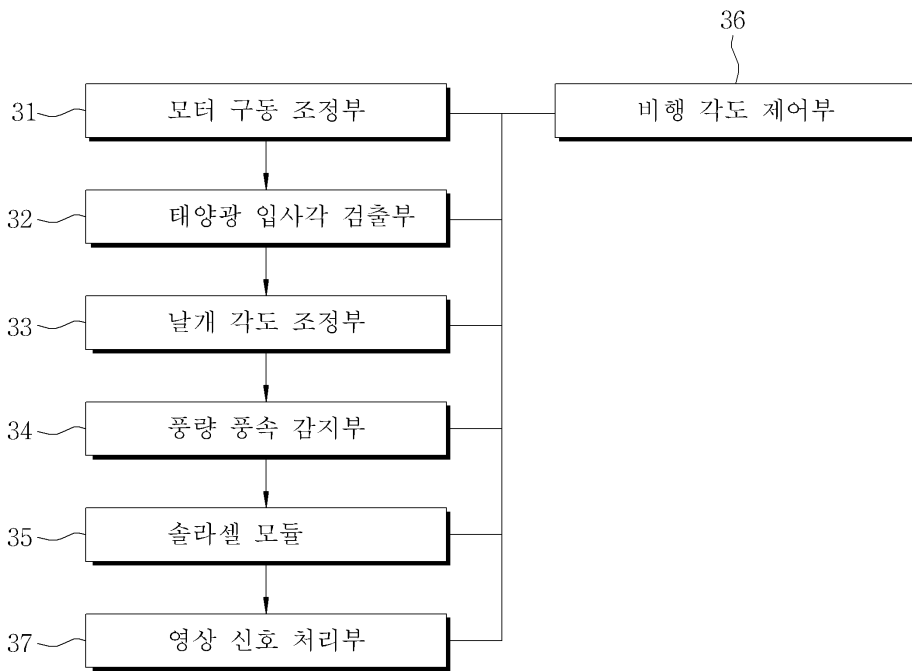 36
31 모터 구동 조정부 비행 각도 제어부
32 태양광 입사각 검출부
33 날개 각도 조정부
34 풍량 풍속 감지부
35 솔라셀 모듈
37 영상 신호 처리부